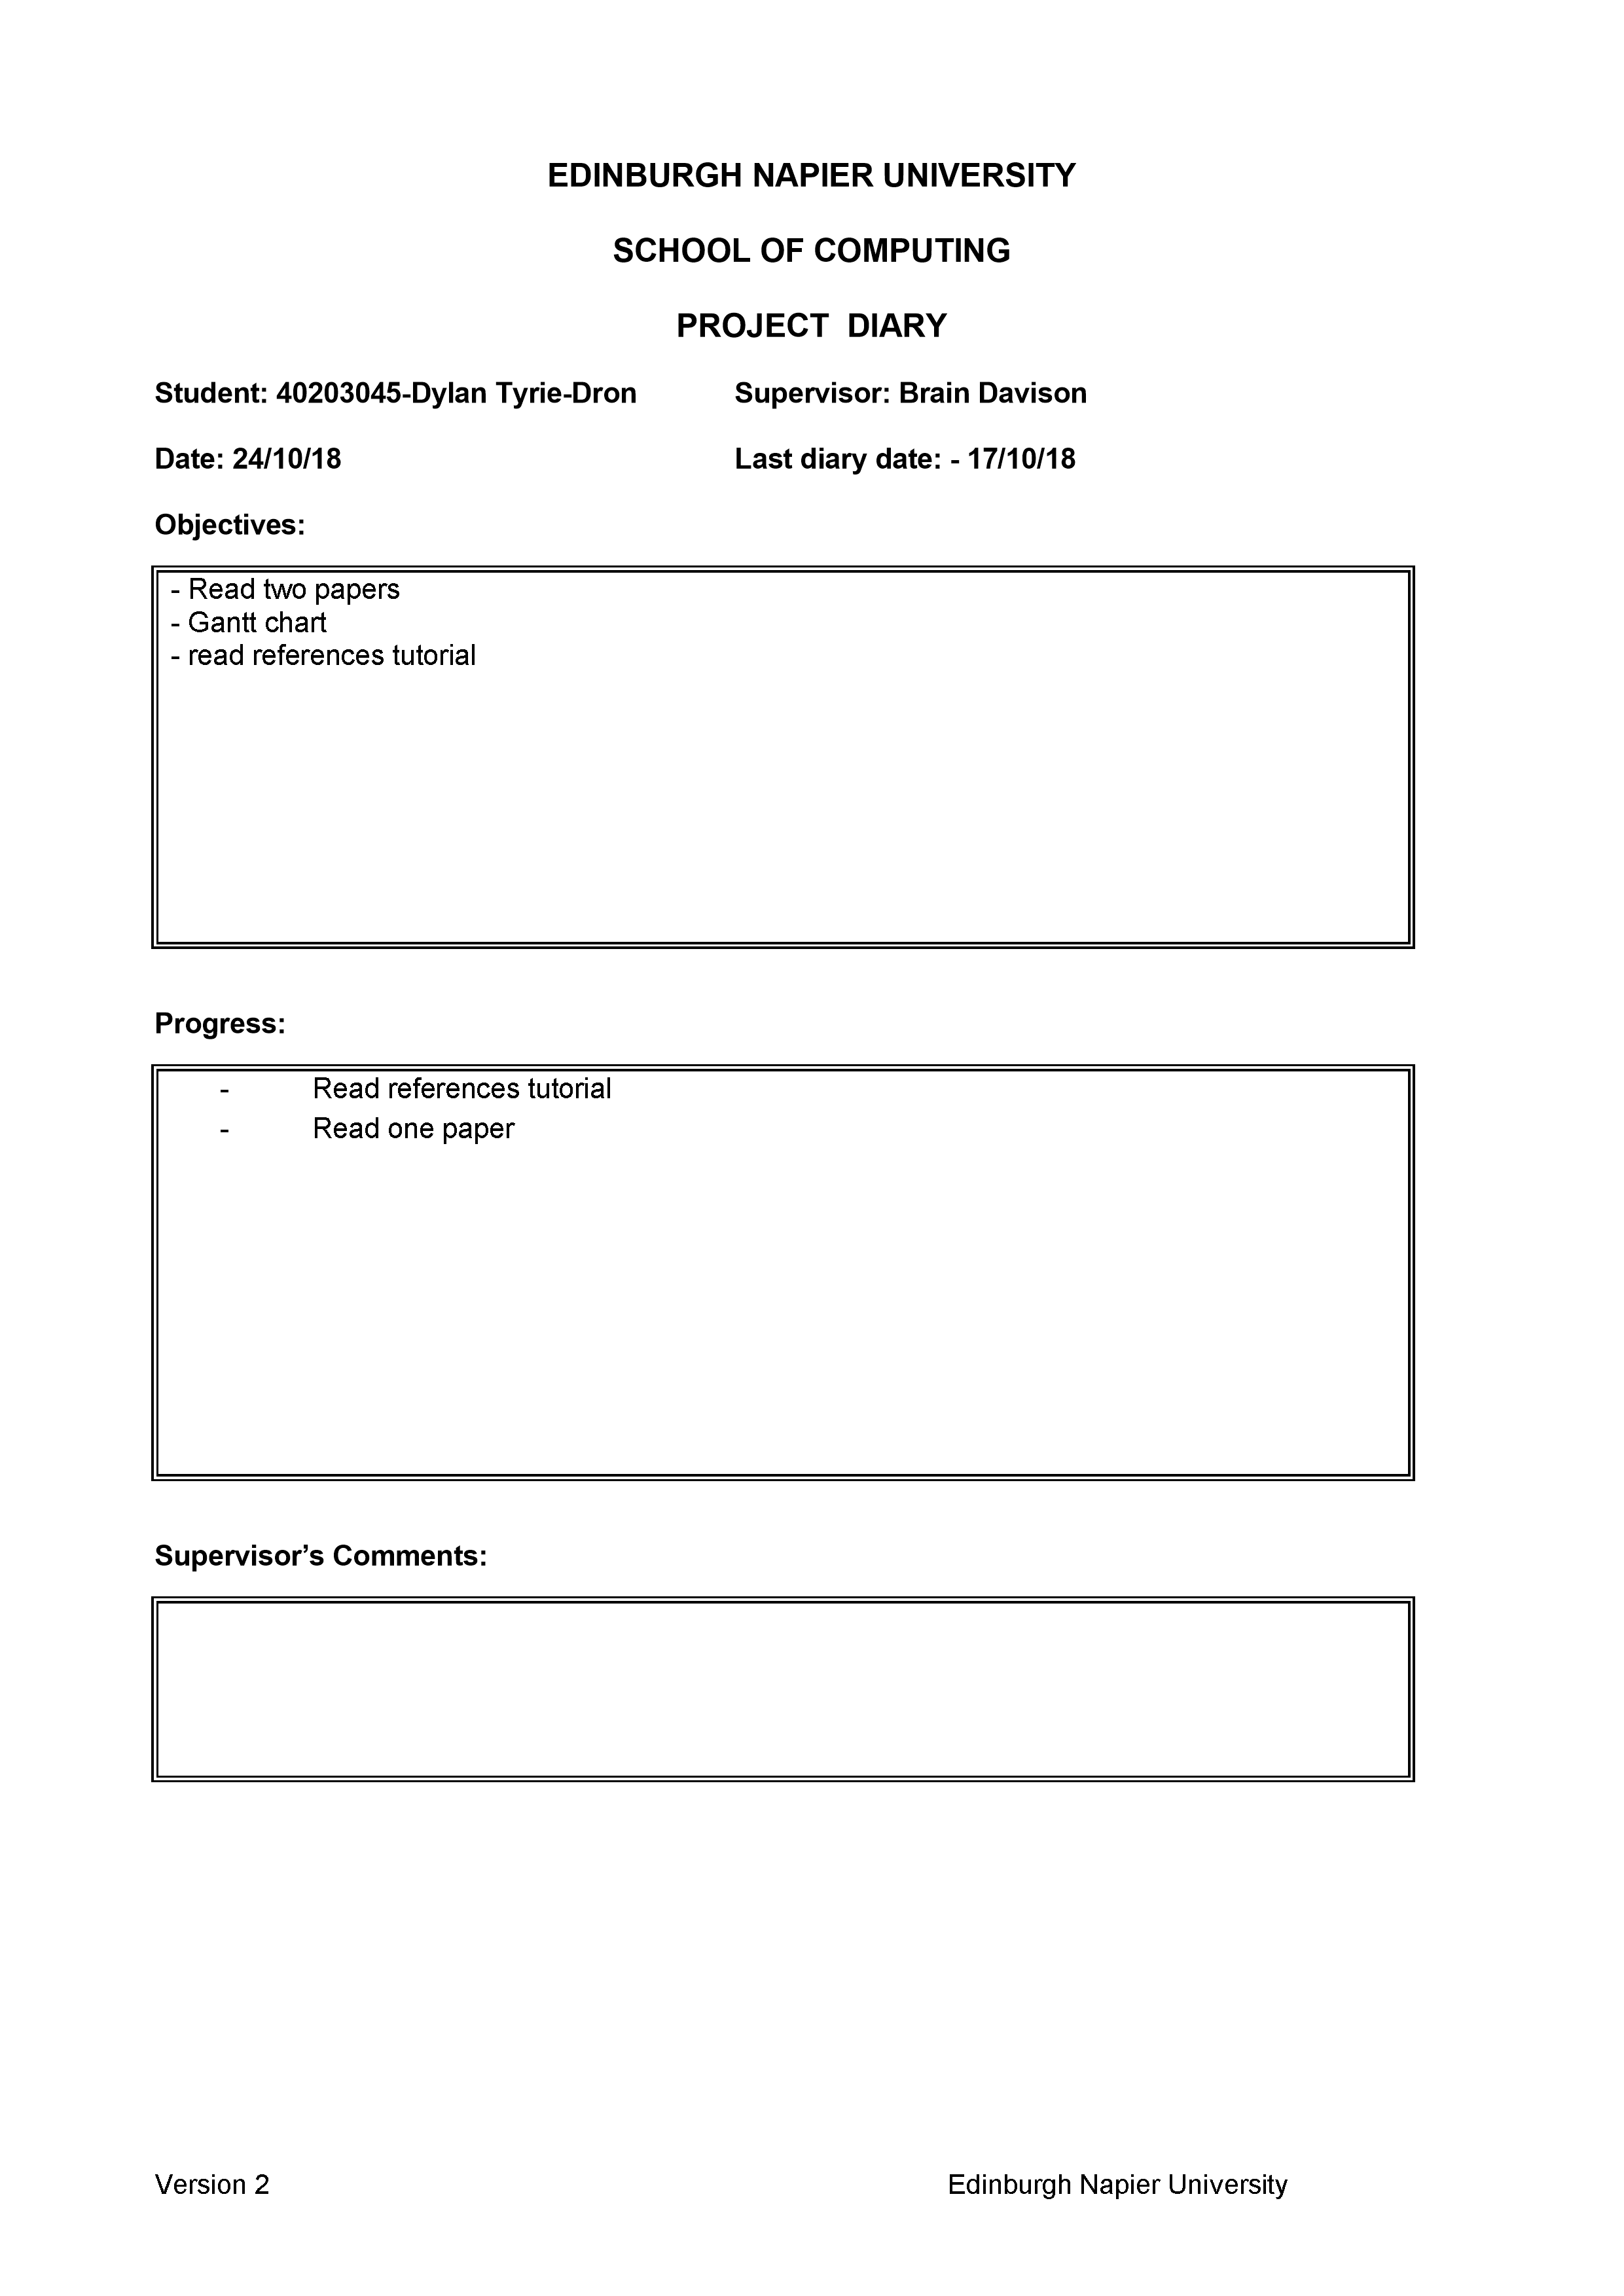 EDINBURGH NAPIER UNIVERSITY
SCHOOL OF COMPUTING
PROJECT  DIARY
Student: 40203045-Dylan Tyrie-Dron Supervisor: Brain Davison
Date: 24/10/18 Last diary date: - 17/10/18
Objectives:
- Read two papers
- Gantt chart
- read references tutorial
Progress:
- Read references tutorial
- Read one paper
Supervisor’s Comments:
Version 2 Edinburgh Napier University